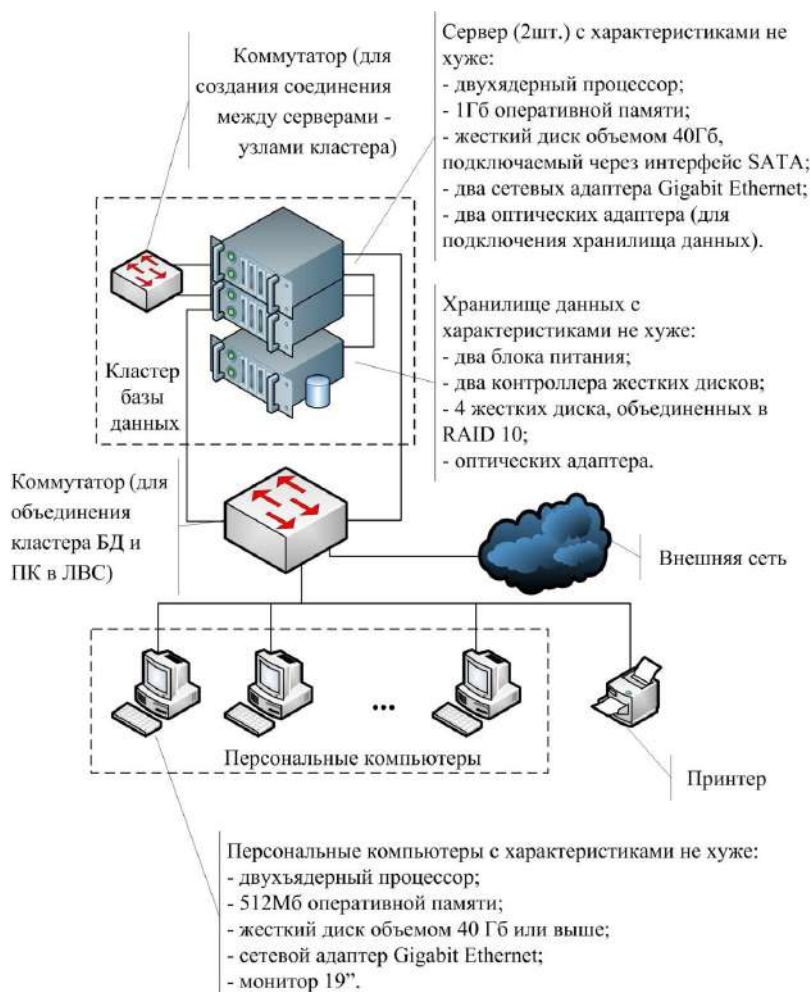 Коммутатор (для
создания соединения
между серверами -
узлами кластера)
Сервер (2шт.) с характеристиками не
хуже:
- двухядерный процессор;
- 1Гб оперативной памяти;
- жесткий диск объемом 40Гб,
подключаемый через интерфейс SATA;
- два сетевых адаптера Gigabit Ethernet;
- два оптических адаптера (для
подключения хранилища данных).
Хранилище данных с
характеристиками не хуже:
- два блока питания;
- два контроллера жестких дисков;
- 4 жестких диска, объединенных в
RAID 10;
- оптических адаптера.
Кластер
базы
данных
Коммутатор (для
объединения
кластера БД и
ПК в ЛВС)
Внешняя сеть
...
Персональные компьютеры
Принтер
Персональные компьютеры с характеристиками не хуже:
- двухъядерный процессор;
- 512Мб оперативной памяти;
- жесткий диск объемом 40 Гб или выше;
- сетевой адаптер Gigabit Ethernet;
- монитор 19”.